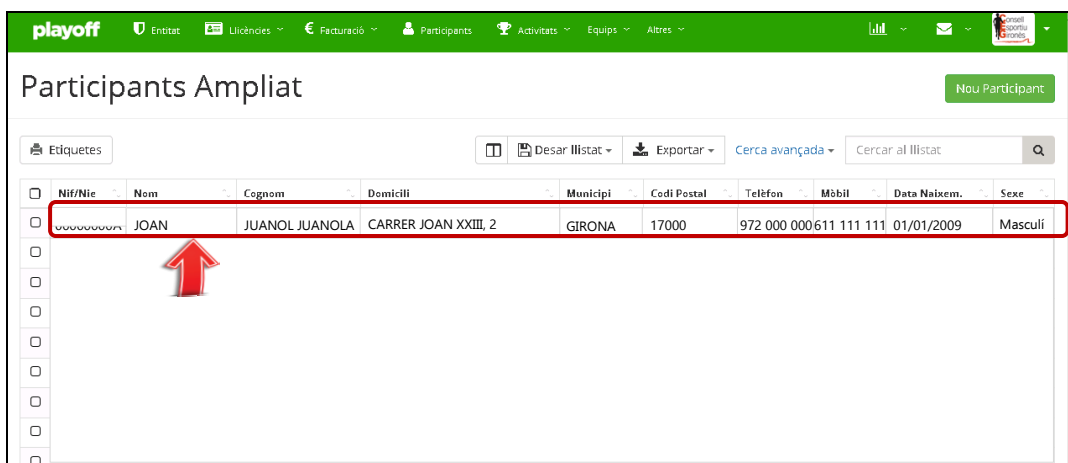 playoff Entitat Llicències € Facturació Participants Activitats Equips Altres Consell Esportiu Gironès
Participants Ampliat
Nou Participant
Etiquetes Desar llistat Exportar Cerca avançada Cercar al llistat
Nif/Nie Nom Cognom Domicili Municipi Codi Postal Telèfon Mòbil Data Naixem. Sexe
00000000A JOAN JUANOL JUANOLA CARRER JOAN XXIII, 2 GIRONA 17000 972 000 000 611 111 111 01/01/2009 Masculí